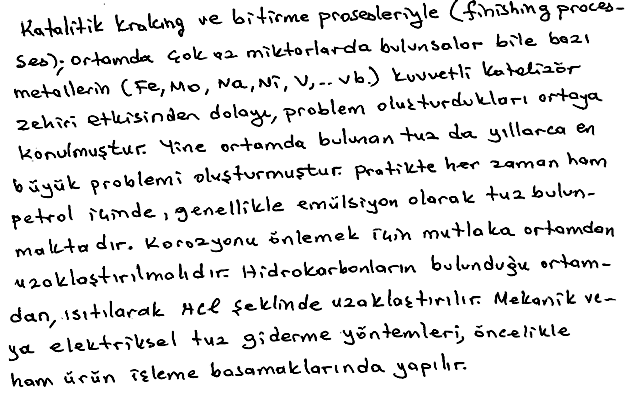 Katalitik kraking ve bitirme prosesleriyle (finishing proces-
ses); ortamda çok az miktarlarda bulunsalar bile bazı
metallerin (Fe, Mo, Na, Ni, V,... vb.) kuvvetli katalizör
zehiri etkisinden dolayı, problem oluşturdukları ortaya
konulmuştur. Yine ortamda bulunan tuz da yıllarca en
büyük problemi oluşturmuştur. Pratikte her zaman ham
petrol içinde, genellikle emülsiyon olarak tuz bulun-
maktadır. Korozyonu önlemek için mutlaka ortamdan
uzaklaştırılmalıdır. Hidrokarbonların bulunduğu ortam-
dan, ısıtılarak HCl şeklinde uzaklaştırılır. Mekanik ve-
ya elektriksel tuz giderme yöntemleri, öncelikle
ham ürün işleme basamaklarında yapılır.